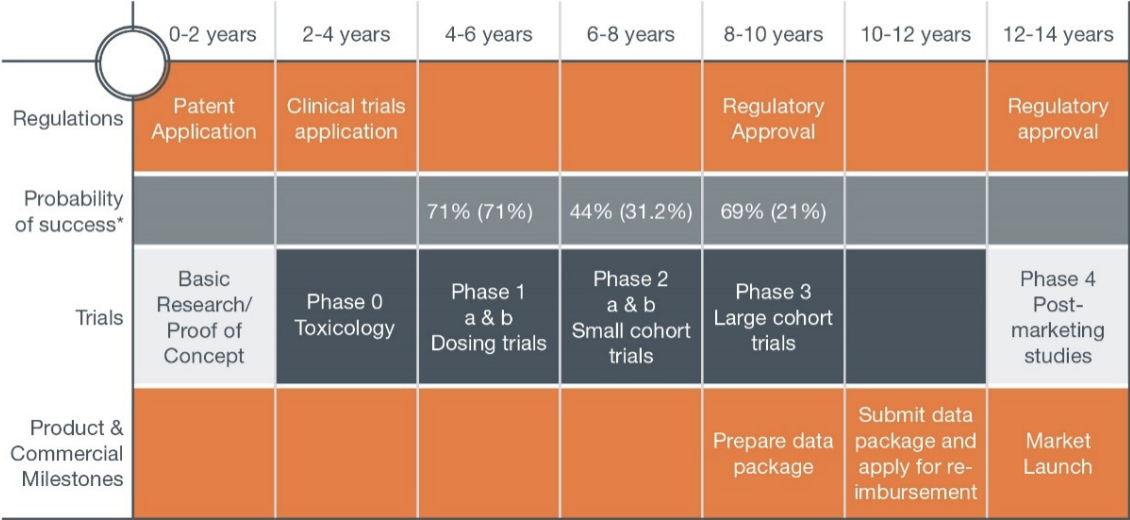 0-2 years
2-4 years
4-6 years
6-8 years
8-10 years
10-12 years
12-14 years
Regulations
Patent
Application
Clinical trials
application
Regulatory
Approval
Regulatory
approval
Probability
of success*
71% (71%)
44% (31.2%)
69% (21%)
Trials
Basic
Research/
Proof of
Concept
Phase 0
Toxicology
Phase 1
a & b
Dosing trials
Phase 2
a & b
Small cohort
trials
Phase 3
Large cohort
trials
Phase 4
Post-
marketing
studies
Product &
Commercial
Milestones
Prepare data
package
Submit data
package and
apply for re-
imbursement
Market
Launch